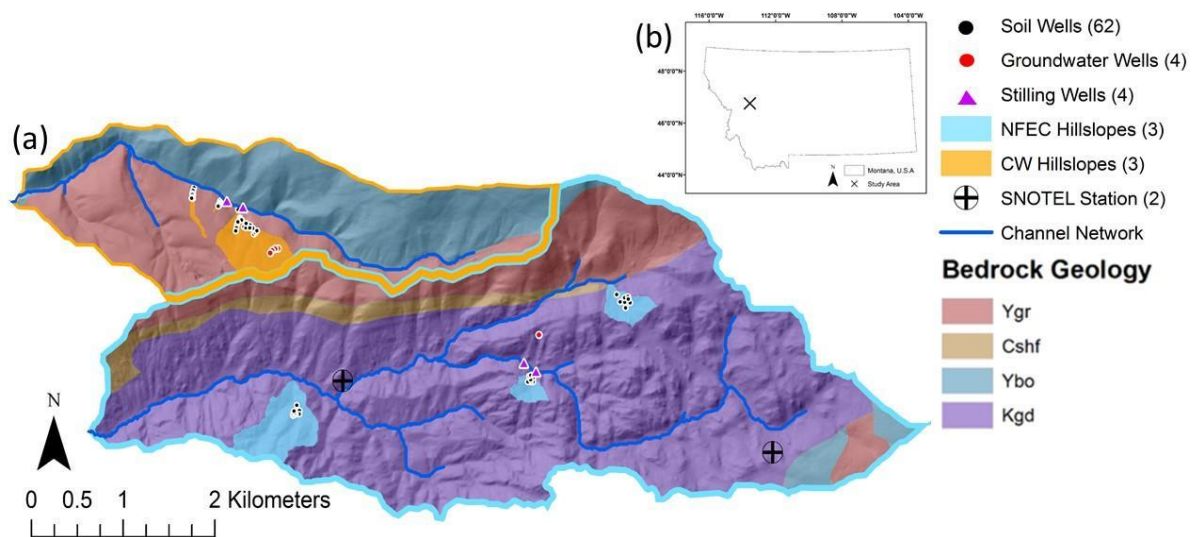 (a)
N
0 0.5 1 2 Kilometers
(b)
116°0'0"W 112°0'0"W 108°0'0"W 104°0'0"W
48°0'0"N
46°0'0"N
44°0'0"N
N
Montana, U.S.A
Study Area
Soil Wells (62)
Groundwater Wells (4)
Stilling Wells (4)
NFEC Hillslopes (3)
CW Hillslopes (3)
SNOTEL Station (2)
Channel Network
Bedrock Geology
Ygr
Cshf
Ybo
Kgd